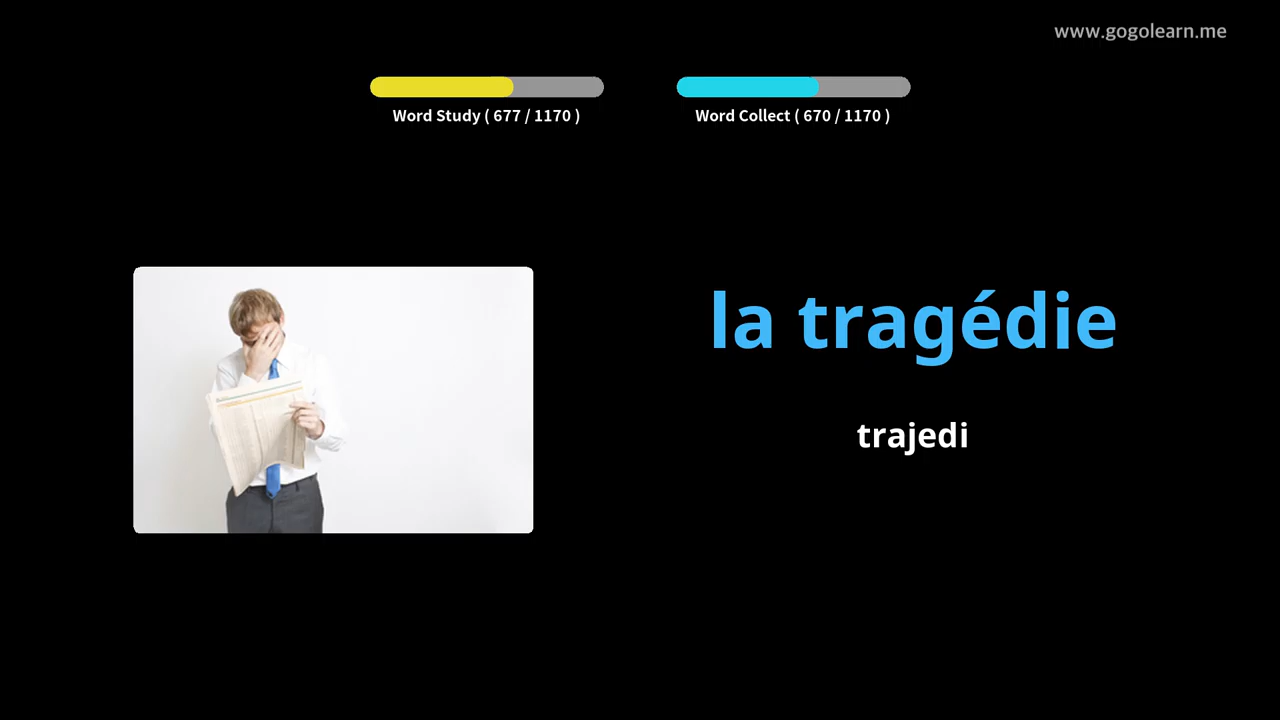 www.gogolearn.me
Word Study ( 677 / 1170 )
Word Collect ( 670 / 1170 )
la tragédie
trajedi